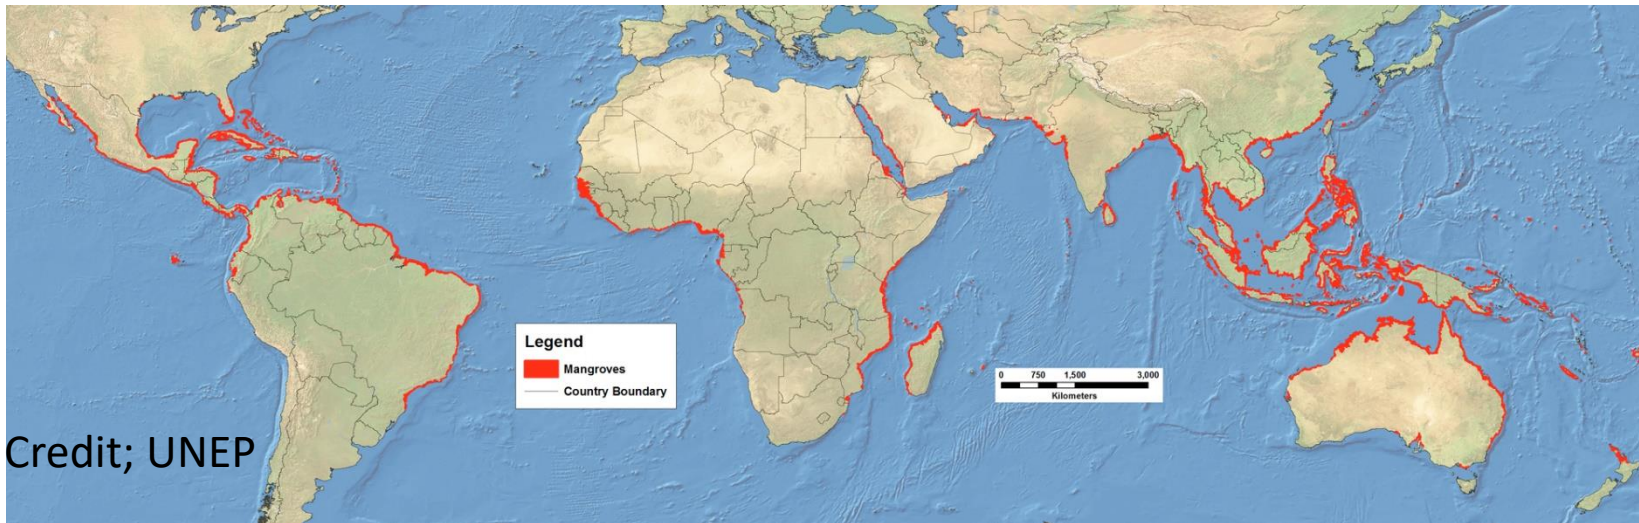 Legend
Mangroves
Country Boundary
0 750 1,500 3,000
Kilometers
Credit; UNEP